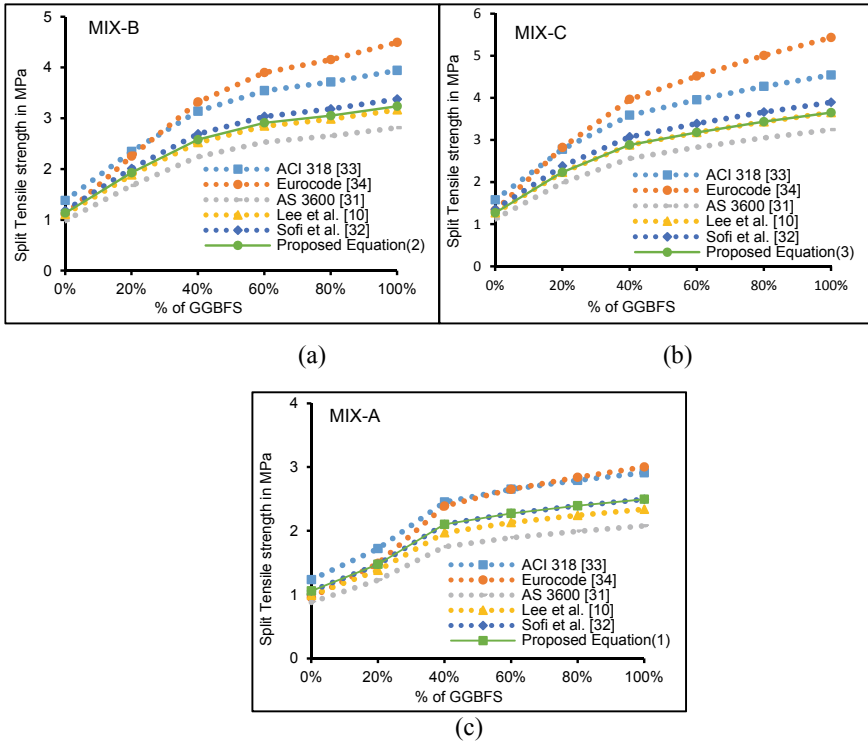 MIX-B
Split Tensile strength in MPa
5
4
3
2
1
0
ACI 318 [33]
Eurocode [34]
AS 3600 [31]
Lee et al. [10]
Sofi et al. [32]
Proposed Equation(2)
0% 20% 40% 60% 80% 100%
% of GGBFS
(a)
MIX-C
Split Tensile strength in MPa
6
5
4
3
2
1
0
ACI 318 [33]
Eurocode [34]
AS 3600 [31]
Lee et al. [10]
Sofi et al. [32]
Proposed Equation(3)
0% 20% 40% 60% 80% 100%
% of GGBFS
(b)
MIX-A
Split Tensile strength in MPa
4
3
2
1
0
ACI 318 [33]
Eurocode [34]
AS 3600 [31]
Lee et al. [10]
Sofi et al. [32]
Proposed Equation(1)
0% 20% 40% 60% 80% 100%
% of GGBFS
(c)